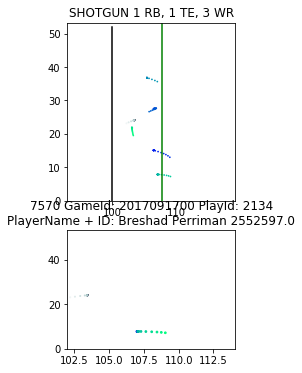 SHOTGUN 1 RB, 1 TE, 3 WR
50
40
30
20
10
0
100 110
7570 GameId: 2017091700 PlayId: 2134
PlayerName + ID: Breshad Perriman 2552597.0
40
20
0
102.5 105.0 107.5 110.0 112.5